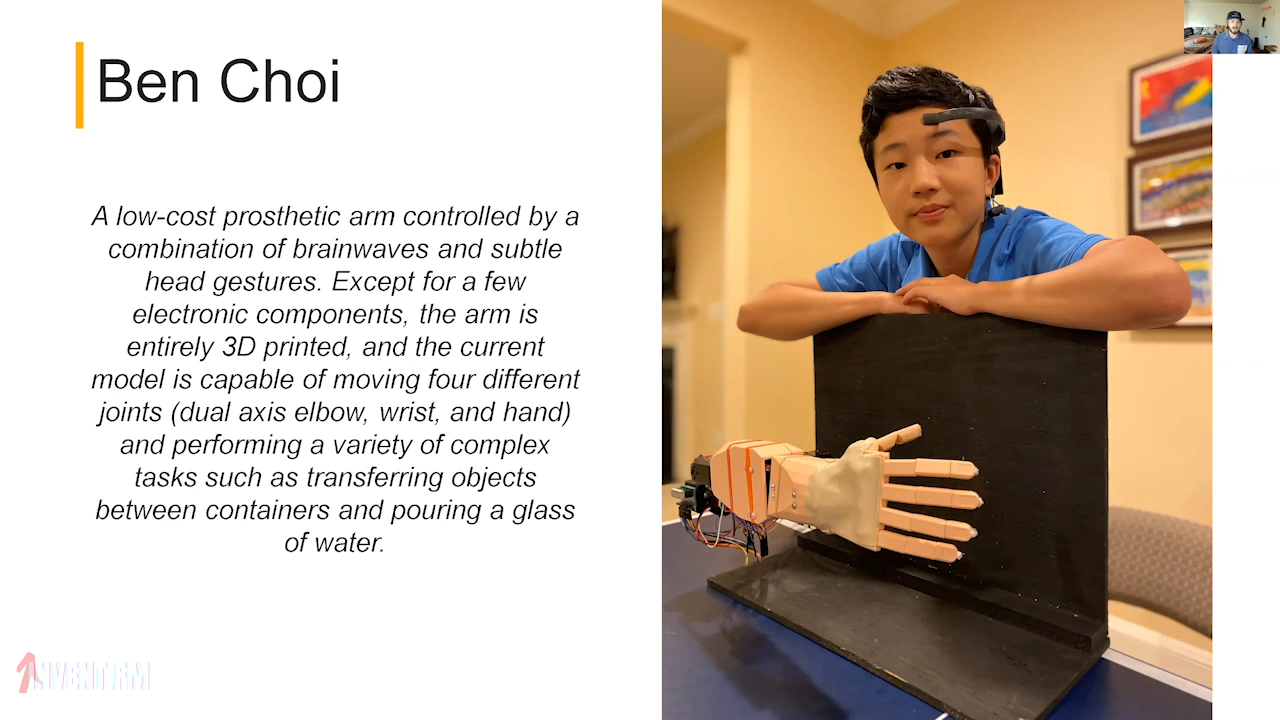 Ben Choi
A low-cost prosthetic arm controlled by a
combination of brainwaves and subtle
head gestures. Except for a few
electronic components, the arm is
entirely 3D printed, and the current
model is capable of moving four different
joints (dual axis elbow, wrist, and hand)
and performing a variety of complex
tasks such as transferring objects
between containers and pouring a glass
of water.